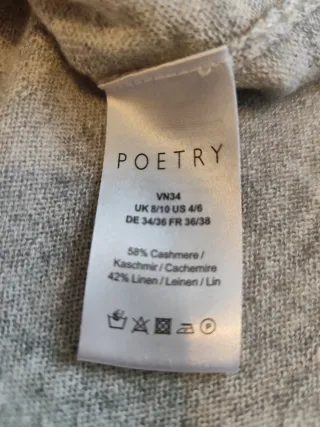 POETRY
VN34
UK 8/10 US 4/6
DE 34/36 FR 36/38
58% Cashmere /
Kaschmir / Cachemire
42% Linen / Leinen / Lin
P